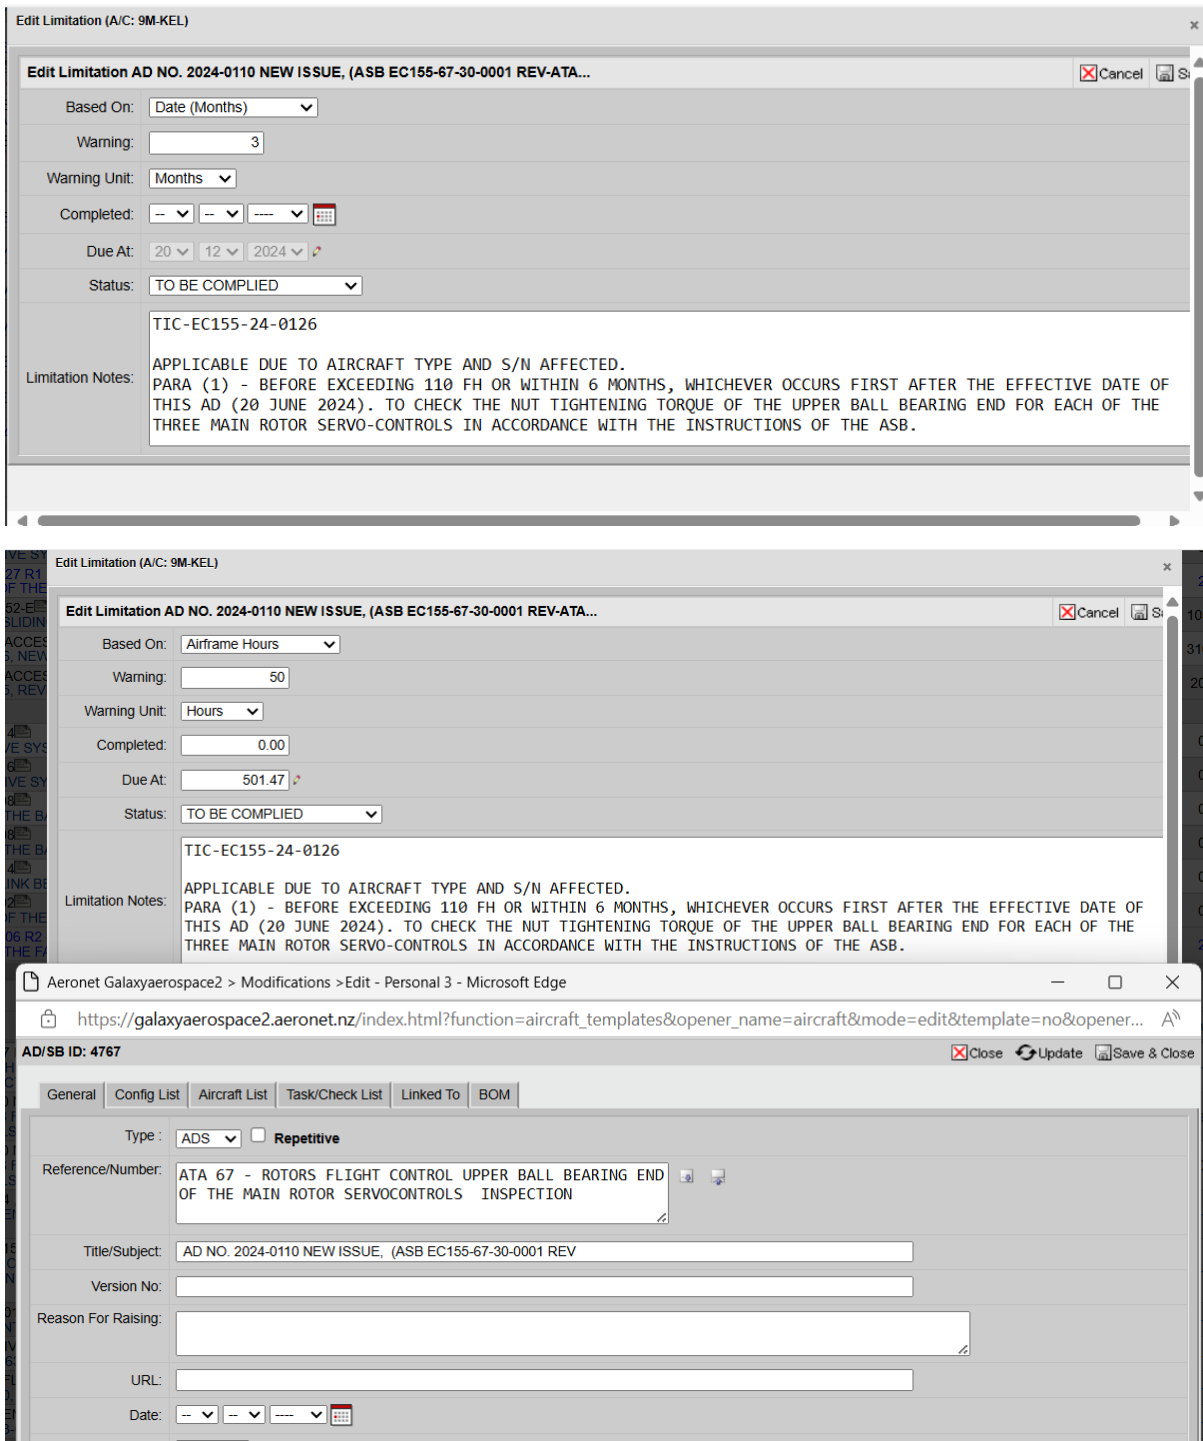 Edit Limitation (A/C: 9M-KEL)
Edit Limitation AD NO. 2024-0110 NEW ISSUE, (ASB EC155-67-30-0001 REV-ATA...
Cancel
Based On: Date (Months)
Warning: 3
Warning Unit: Months
Completed: -- -- ----
Due At: 20 12 2024
Status: TO BE COMPLIED
Limitation Notes:
TIC-EC155-24-0126
APPLICABLE DUE TO AIRCRAFT TYPE AND S/N AFFECTED.
PARA (1) - BEFORE EXCEEDING 110 FH OR WITHIN 6 MONTHS, WHICHEVER OCCURS FIRST AFTER THE EFFECTIVE DATE OF
THIS AD (20 JUNE 2024). TO CHECK THE NUT TIGHTENING TORQUE OF THE UPPER BALL BEARING END FOR EACH OF THE
THREE MAIN ROTOR SERVO-CONTROLS IN ACCORDANCE WITH THE INSTRUCTIONS OF THE ASB.
Edit Limitation (A/C: 9M-KEL)
Edit Limitation AD NO. 2024-0110 NEW ISSUE, (ASB EC155-67-30-0001 REV-ATA...
Cancel
Based On: Airframe Hours
Warning: 50
Warning Unit: Hours
Completed: 0.00
Due At: 501.47
Status: TO BE COMPLIED
Limitation Notes:
TIC-EC155-24-0126
APPLICABLE DUE TO AIRCRAFT TYPE AND S/N AFFECTED.
PARA (1) - BEFORE EXCEEDING 110 FH OR WITHIN 6 MONTHS, WHICHEVER OCCURS FIRST AFTER THE EFFECTIVE DATE OF
THIS AD (20 JUNE 2024). TO CHECK THE NUT TIGHTENING TORQUE OF THE UPPER BALL BEARING END FOR EACH OF THE
THREE MAIN ROTOR SERVO-CONTROLS IN ACCORDANCE WITH THE INSTRUCTIONS OF THE ASB.
Aeronet Galaxyaerospace2 > Modifications >Edit - Personal 3 - Microsoft Edge
https://galaxyaerospace2.aeronet.nz/index.html?function=aircraft_templates&opener_name=aircraft&mode=edit&template=no&opener...
AD/SB ID: 4767
Close Update Save & Close
General Config List Aircraft List Task/Check List Linked To BOM
Type : ADS Repetitive
Reference/Number: ATA 67 - ROTORS FLIGHT CONTROL UPPER BALL BEARING END
OF THE MAIN ROTOR SERVOCONTROLS INSPECTION
Title/Subject: AD NO. 2024-0110 NEW ISSUE, (ASB EC155-67-30-0001 REV
Version No:
Reason For Raising:
URL:
Date: -- -- ----